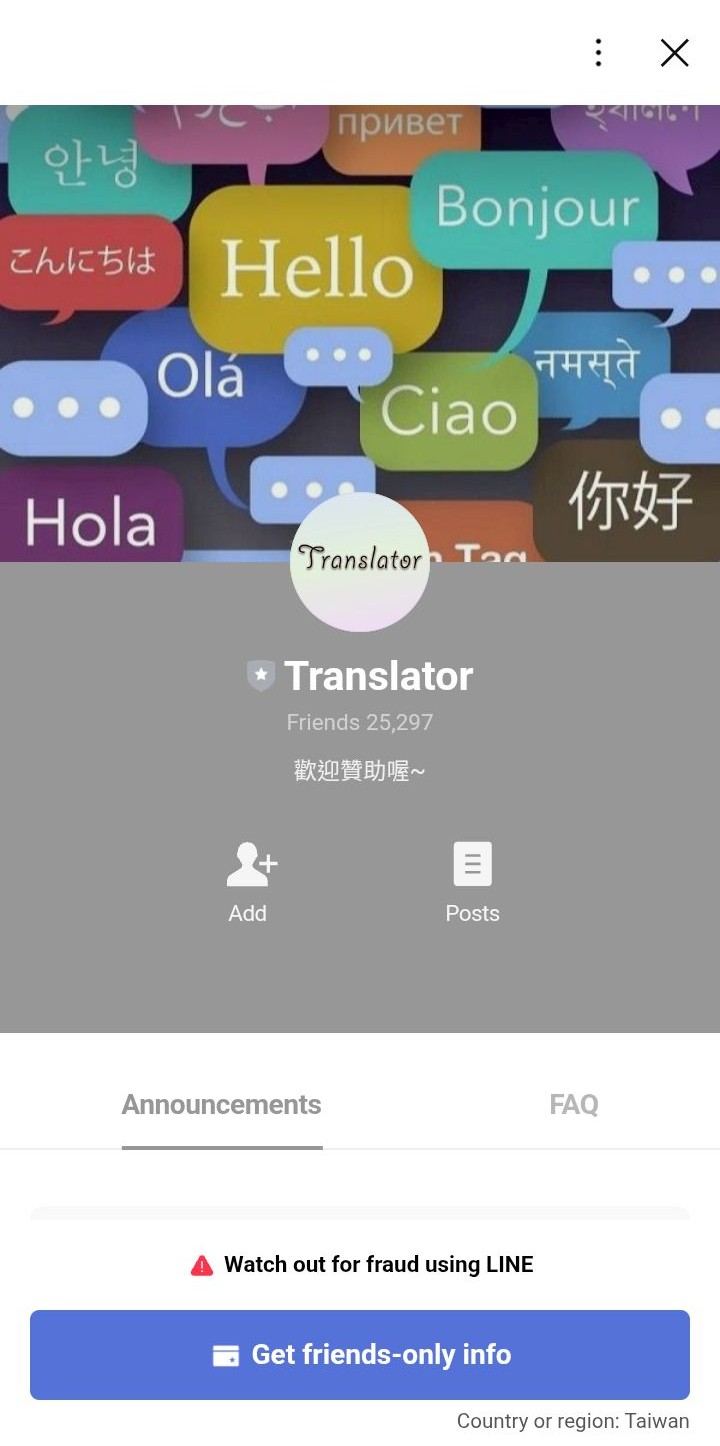 привет
안녕
Bonjour
こんにちは
Hello
Olá
नमस्ते
Ciao
Hola
你好
Tag
Translator
Translator
Friends 25,297
歡迎贊助喔~
Add
Posts
Announcements
FAQ
Watch out for fraud using LINE
Get friends-only info
Country or region: Taiwan